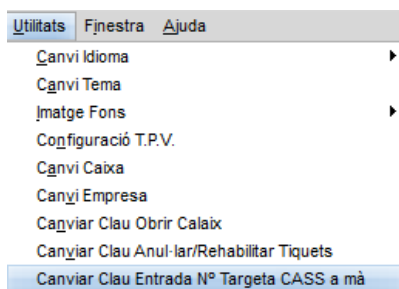 Utilitats Finestra Ajuda
Canvi Idioma
Canvi Tema
Imatge Fons
Configuració T.P.V.
Canvi Caixa
Canvi Empresa
Canviar Clau Obrir Calaix
Canviar Clau Anul·lar/Rehabilitar Tiquets
Canviar Clau Entrada Nº Targeta CASS a mà